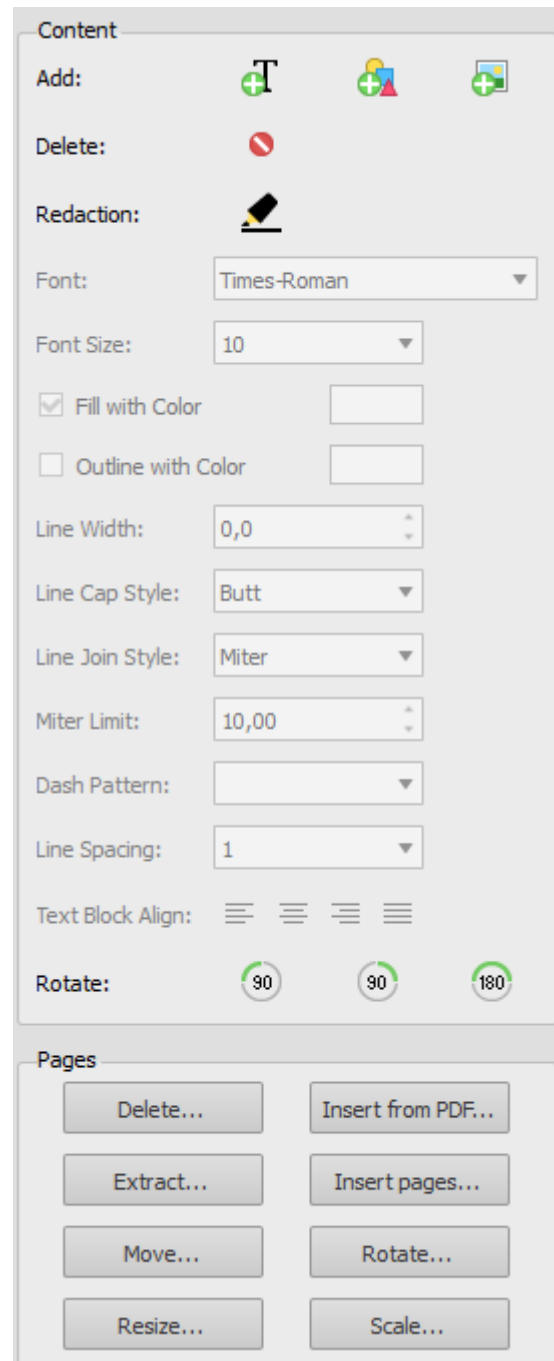 Content
Add: T
Delete:
Redaction:
Font: Times-Roman
Font Size: 10
Fill with Color
Outline with Color
Line Width: 0,0
Line Cap Style: Butt
Line Join Style: Miter
Miter Limit: 10,00
Dash Pattern:
Line Spacing: 1
Text Block Align:
Rotate: 90 90 180
Pages
Delete... Insert from PDF...
Extract... Insert pages...
Move... Rotate...
Resize... Scale...